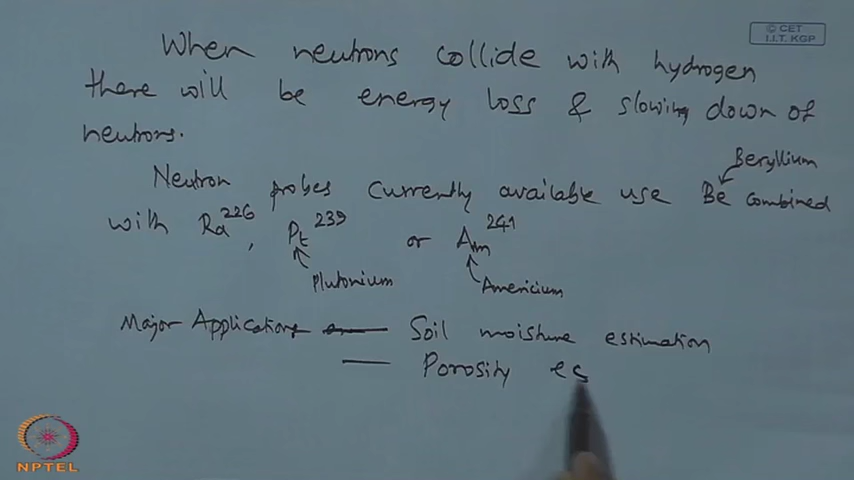 © CET
I.I.T. KGP
When neutrons collide with hydrogen
there will be energy loss & slowing down of
neutrons.
Beryllium
Neutron probes currently available use Be combined
with Ra226, Pt239 or Am241
Plutonium Americium
Major Applications — Soil moisture estimation
— Porosity es
NPTEL